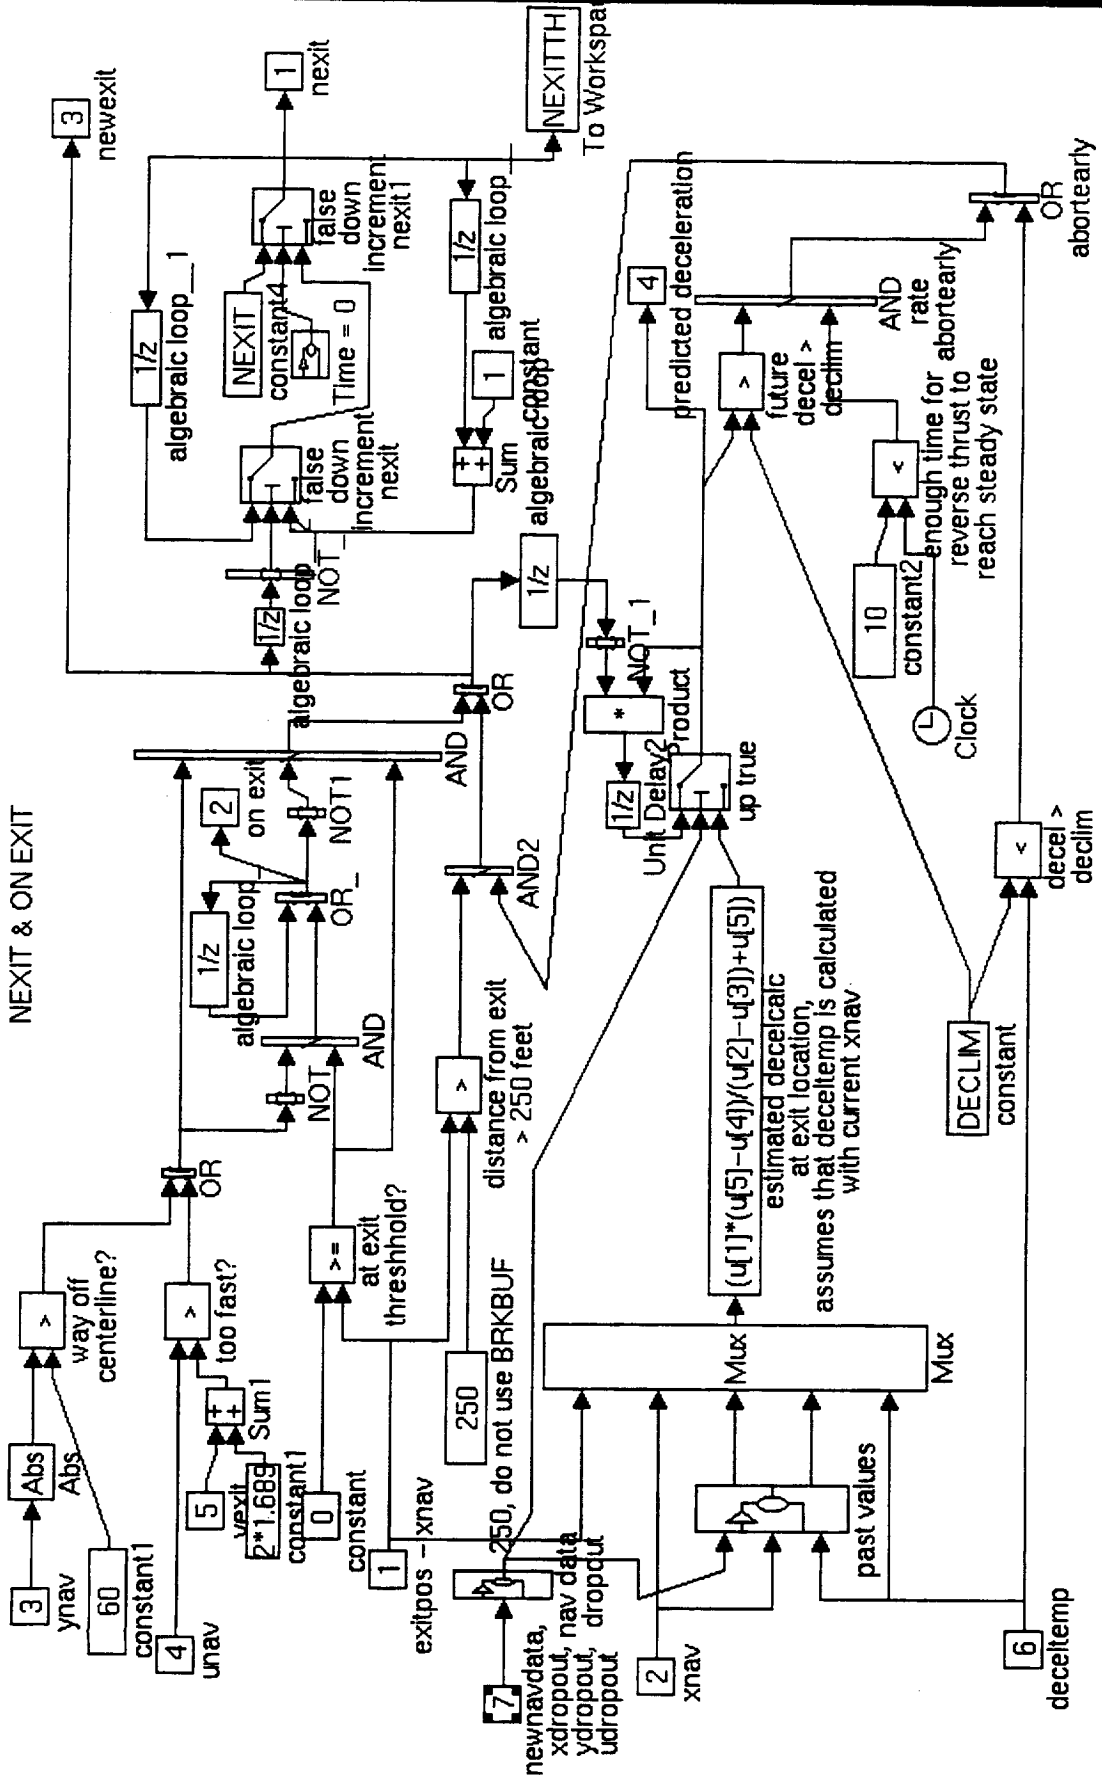 NEXIT & ON EXIT
3
ynav
Abs
Abs
60
constant1
>
way off
centerline?
4
unav
5
vexit
2*1.689
constant1
+
+
Sum1
>
too fast?
OR
0
constant
1
exitpos - xnav
>=
at exit
threshhold?
NOT
AND
1/z
algebraic loop_
OR_
2
on exit
NOT1
AND
3
newexit
1/z
algebraic loop_
NOT_
1/z
algebraic loop_1
false
down
increment
nexit
NEXIT
constant4
Time = 0
false
down
increment
nexit1
1
nexit
1/z
algebraic loop_
1
constant
+
+
Sum
NEXITTH
To Workspa
250
250, do not use BRKBUF
>
distance from exit
> 250 feet
AND2
OR
1/z
algebraic loop
NOT_1
*
Product
1/z
Unit Delay2
up true
7
newnavdata,
xdropout, nav data
ydropout, dropout
udropout
2
xnav
past values
Mux
Mux
(u[1]*(u[5]-u[4])/(u[2]-u[3])+u[5])
estimated decelcalc
at exit location,
assumes that deceltemp is calculated
with current xnav
4
predicted deceleration
>
future
decel >
declim
AND
rate
abortearly
10
constant2
Clock
<
enough time for
reverse thrust to
reach steady state
DECLIM
constant
6
deceltemp
<
decel >
declim
OR
abortearly